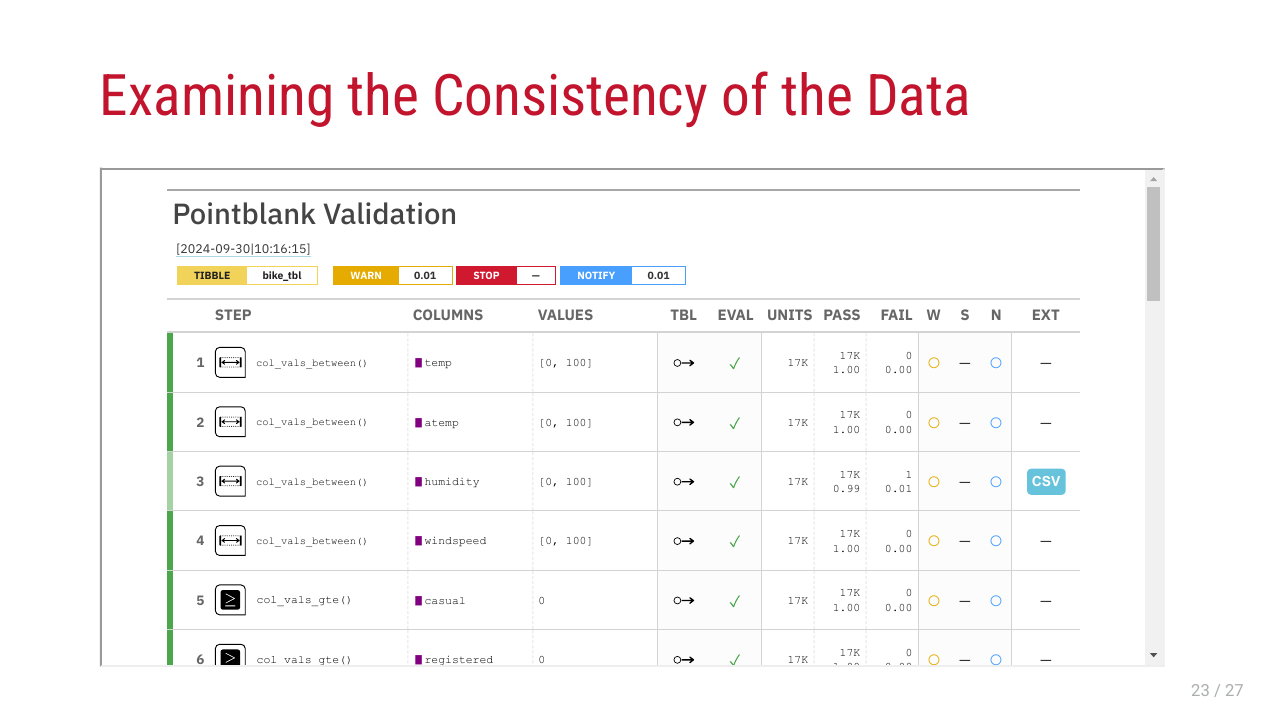 Examining the Consistency of the Data
Pointblank Validation
[2024-09-30|10:16:15]
TIBBLE bike_tbl WARN 0.01 STOP — NOTIFY 0.01
STEP COLUMNS VALUES TBL EVAL UNITS PASS FAIL W S N EXT
1 col_vals_between() temp [0, 100] ✓ 17K 17K 0 — —
1.00 0.00
2 col_vals_between() atemp [0, 100] ✓ 17K 17K 0 — —
1.00 0.00
3 col_vals_between() humidity [0, 100] ✓ 17K 17K 1 — CSV
0.99 0.01
4 col_vals_between() windspeed [0, 100] ✓ 17K 17K 0 — —
1.00 0.00
5 ≥ col_vals_gte() casual 0 ✓ 17K 17K 0 — —
1.00 0.00
6 ≥ col_vals_gte() registered 0 ✓ 17K 17K 0 — —
23 / 27